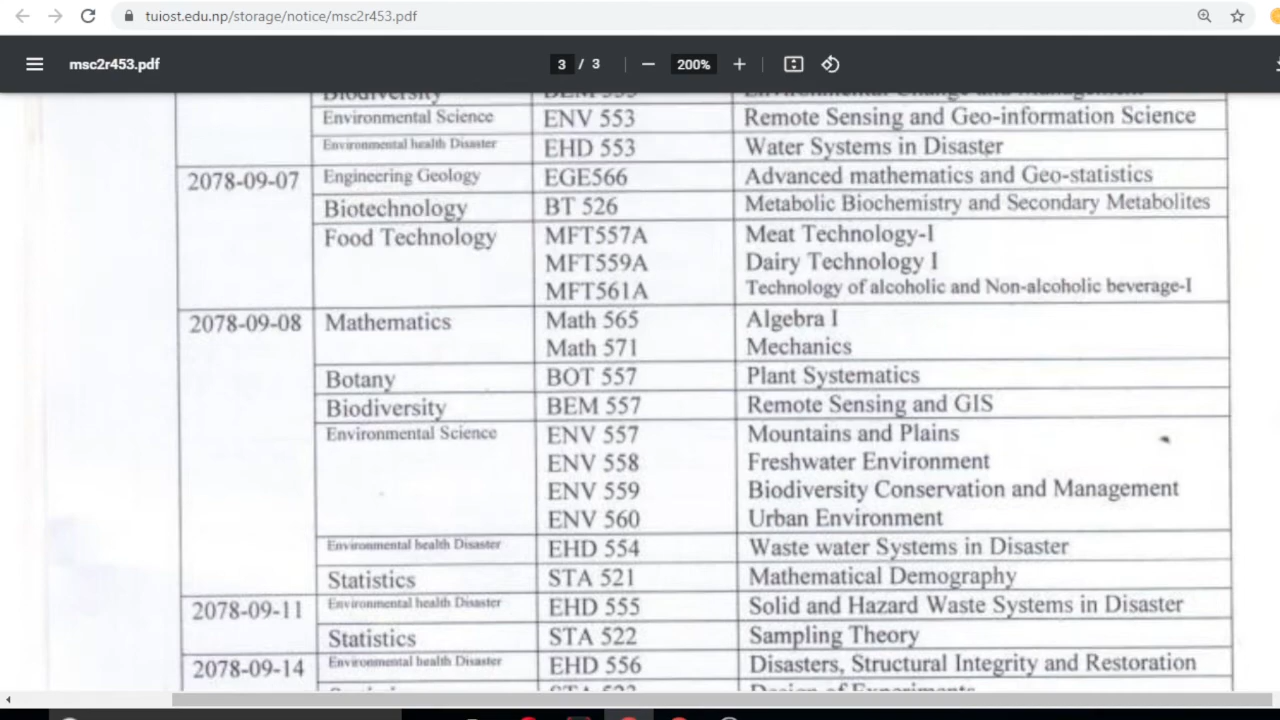 tuiost.edu.np/storage/notice/msc2r453.pdf
msc2r453.pdf 3 / 3 200%
Biodiversity
Environmental Science ENV 553 Remote Sensing and Geo-information Science
Environmental health Disaster EHD 553 Water Systems in Disaster
2078-09-07 Engineering Geology EGE566 Advanced mathematics and Geo-statistics
Biotechnology BT 526 Metabolic Biochemistry and Secondary Metabolites
Food Technology MFT557A Meat Technology-I
MFT559A Dairy Technology I
MFT561A Technology of alcoholic and Non-alcoholic beverage-I
2078-09-08 Mathematics Math 565 Algebra I
Math 571 Mechanics
Botany BOT 557 Plant Systematics
Biodiversity BEM 557 Remote Sensing and GIS
Environmental Science ENV 557 Mountains and Plains
ENV 558 Freshwater Environment
ENV 559 Biodiversity Conservation and Management
ENV 560 Urban Environment
Environmental health Disaster EHD 554 Waste water Systems in Disaster
Statistics STA 521 Mathematical Demography
2078-09-11 Environmental health Disaster EHD 555 Solid and Hazard Waste Systems in Disaster
Statistics STA 522 Sampling Theory
2078-09-14 Environmental health Disaster EHD 556 Disasters, Structural Integrity and Restoration